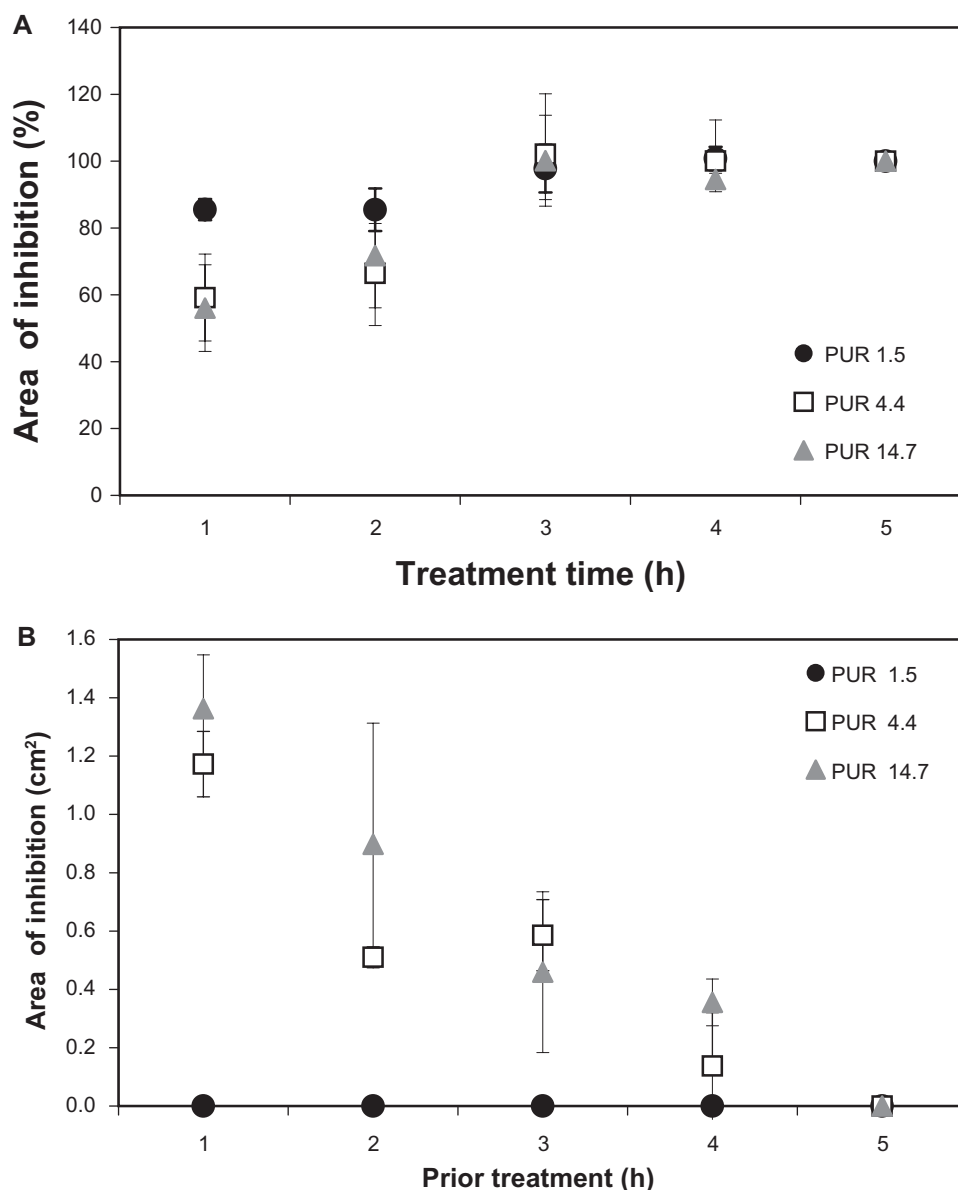 A
Area of inhibition (%)
140
120
100
80
60
40
20
0
PUR 1.5
PUR 4.4
PUR 14.7
1 2 3 4 5
Treatment time (h)
B
Area of inhibition (cm²)
1.6
1.4
1.2
1.0
0.8
0.6
0.4
0.2
0.0
PUR 1.5
PUR 4.4
PUR 14.7
1 2 3 4 5
Prior treatment (h)